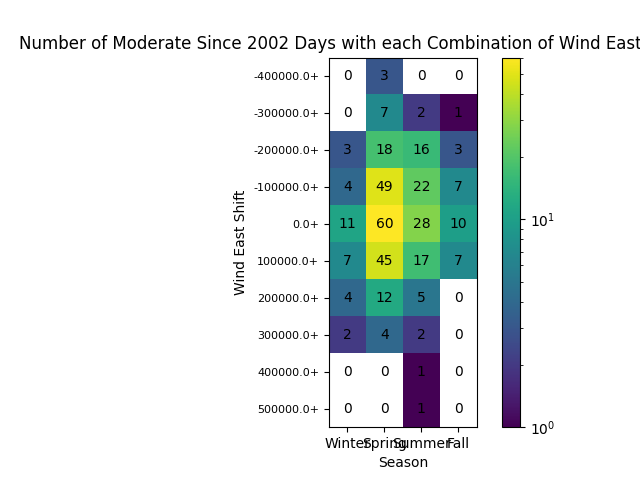 Number of Moderate Since 2002 Days with each Combination of Wind East
-400000.0+ 0 3 0 0
-300000.0+ 0 7 2 1
-200000.0+ 3 18 16 3
-100000.0+ 4 49 22 7
0.0+ 11 60 28 10
100000.0+ 7 45 17 7
200000.0+ 4 12 5 0
300000.0+ 2 4 2 0
400000.0+ 0 0 1 0
500000.0+ 0 0 1 0
Winter Spring Summer Fall
Season
Wind East Shift
10¹
10⁰